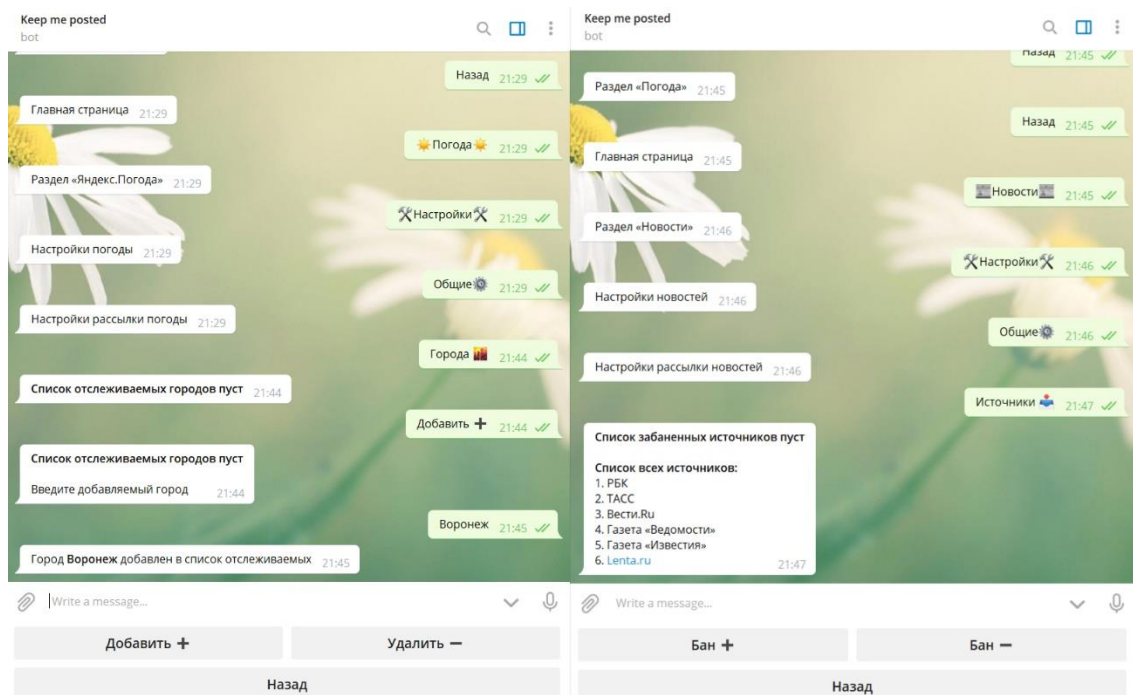 Keep me posted
bot
Назад 21:29
Главная страница 21:29
Погода 21:29
Раздел «Яндекс.Погода» 21:29
Настройки 21:29
Настройки погоды 21:29
Общие 21:29
Настройки рассылки погоды 21:29
Города 21:44
Список отслеживаемых городов пуст 21:44
Добавить + 21:44
Список отслеживаемых городов пуст
Введите добавляемый город 21:44
Воронеж 21:45
Город Воронеж добавлен в список отслеживаемых 21:45
Write a message...
Добавить + Удалить −
Назад
Keep me posted
bot
Назад 21:45
Раздел «Погода» 21:45
Назад 21:45
Главная страница 21:45
Новости 21:45
Раздел «Новости» 21:46
Настройки 21:46
Настройки новостей 21:46
Общие 21:46
Настройки рассылки новостей 21:46
Источники 21:47
Список забаненных источников пуст
Список всех источников:
1. РБК
2. ТАСС
3. Вести.Ru
4. Газета «Ведомости»
5. Газета «Известия»
6. Lenta.ru
21:47
Write a message...
Бан + Бан −
Назад